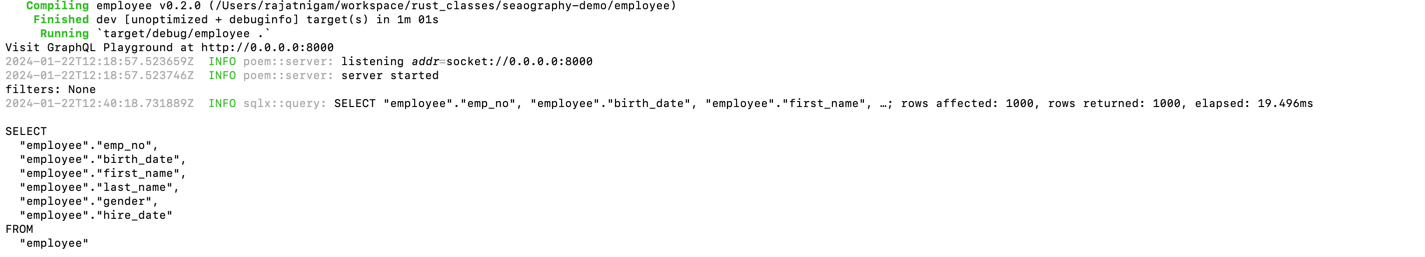 Compiling employee v0.2.0 (/Users/rajatnigam/workspace/rust_classes/seaography-demo/employee)
Finished dev [unoptimized + debuginfo] target(s) in 1m 01s
Running `target/debug/employee .`
Visit GraphQL Playground at http://0.0.0.0:8000
2024-01-22T12:18:57.523659Z  INFO poem::server: listening addr=socket://0.0.0.0:8000
2024-01-22T12:18:57.523746Z  INFO poem::server: server started
filters: None
2024-01-22T12:40:18.731889Z  INFO sqlx::query: SELECT "employee"."emp_no", "employee"."birth_date", "employee"."first_name", …; rows affected: 1000, rows returned: 1000, elapsed: 19.496ms
SELECT
"employee"."emp_no",
"employee"."birth_date",
"employee"."first_name",
"employee"."last_name",
"employee"."gender",
"employee"."hire_date"
FROM
"employee"